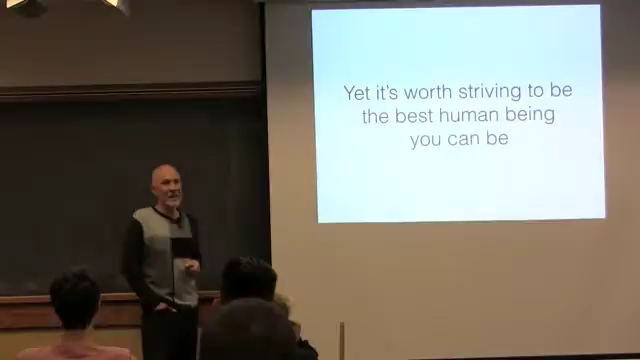 Yet it's worth striving to be
the best human being
you can be